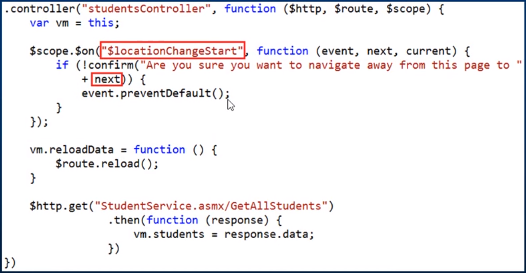 .controller("studentsController", function ($http, $route, $scope) {
    var vm = this;
    $scope.$on("$locationChangeStart", function (event, next, current) {
        if (!confirm("Are you sure you want to navigate away from this page to "
            + next)) {
            event.preventDefault();
        }
    });
    vm.reloadData = function () {
        $route.reload();
    }
    $http.get("StudentService.asmx/GetAllStudents")
                .then(function (response) {
                    vm.students = response.data;
                })
})